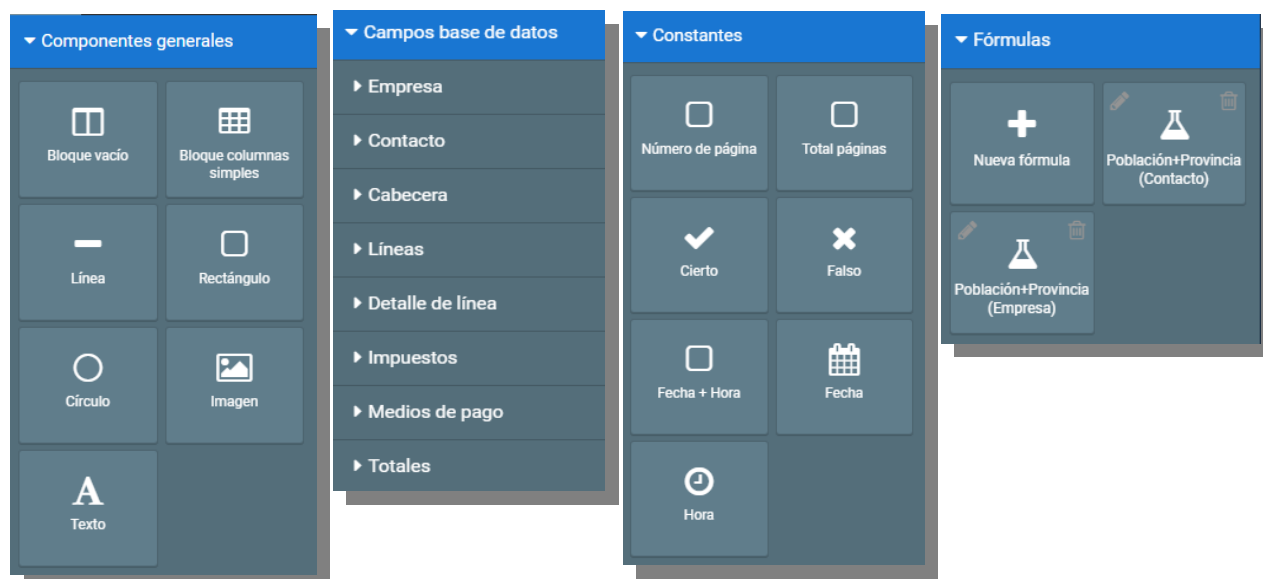 Componentes generales
Bloque vacío
Bloque columnas
simples
Línea
Rectángulo
Círculo
Imagen
A
Texto
Campos base de datos
Empresa
Contacto
Cabecera
Líneas
Detalle de línea
Impuestos
Medios de pago
Totales
Constantes
Número de página
Total páginas
Cierto
Falso
Fecha + Hora
Fecha
Hora
Fórmulas
Nueva fórmula
Población+Provincia
(Contacto)
Población+Provincia
(Empresa)